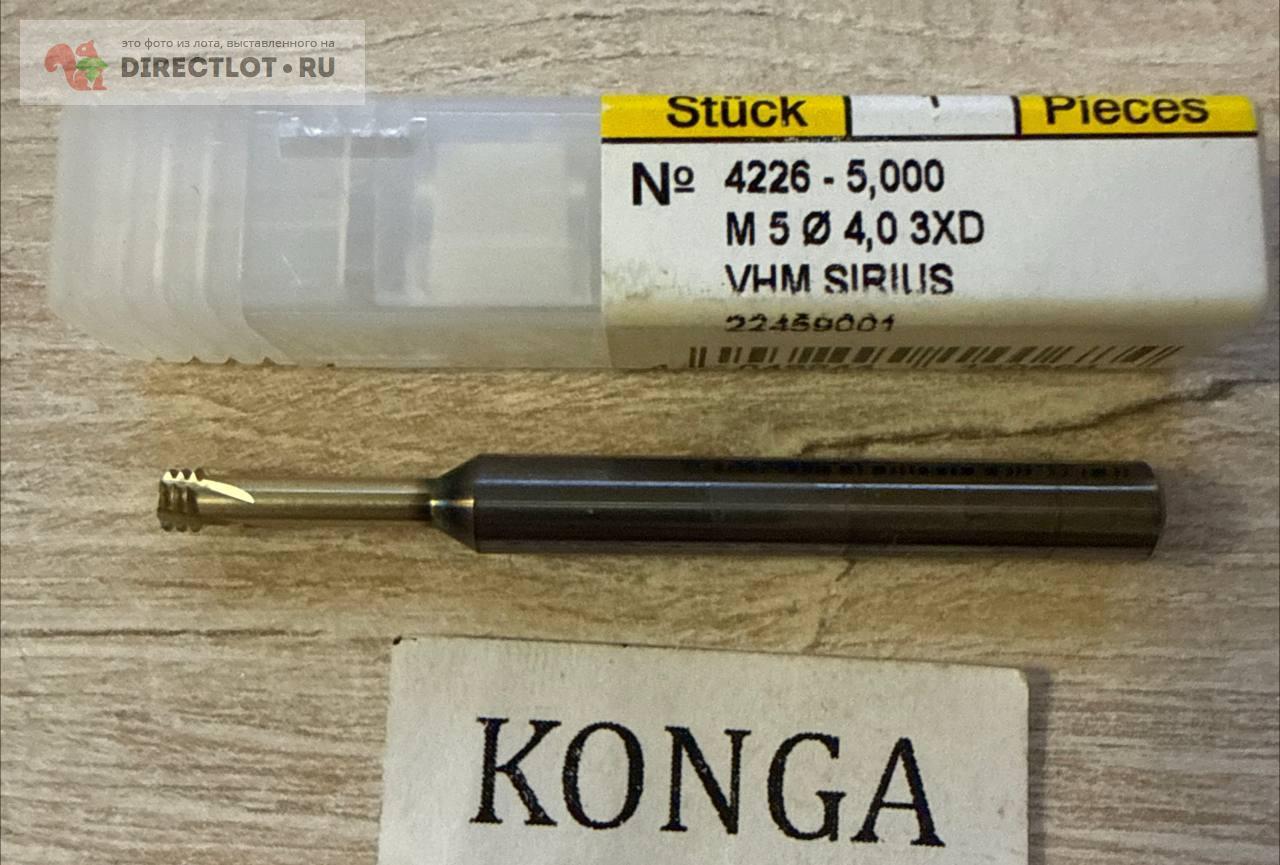 это фото из лота, выставленного на
DIRECTLOT • RU
Stück 1 Pieces
Nº 4226 - 5,000
M 5 Ø 4,0 3XD
VHM SIRIUS
22459001
KONGA